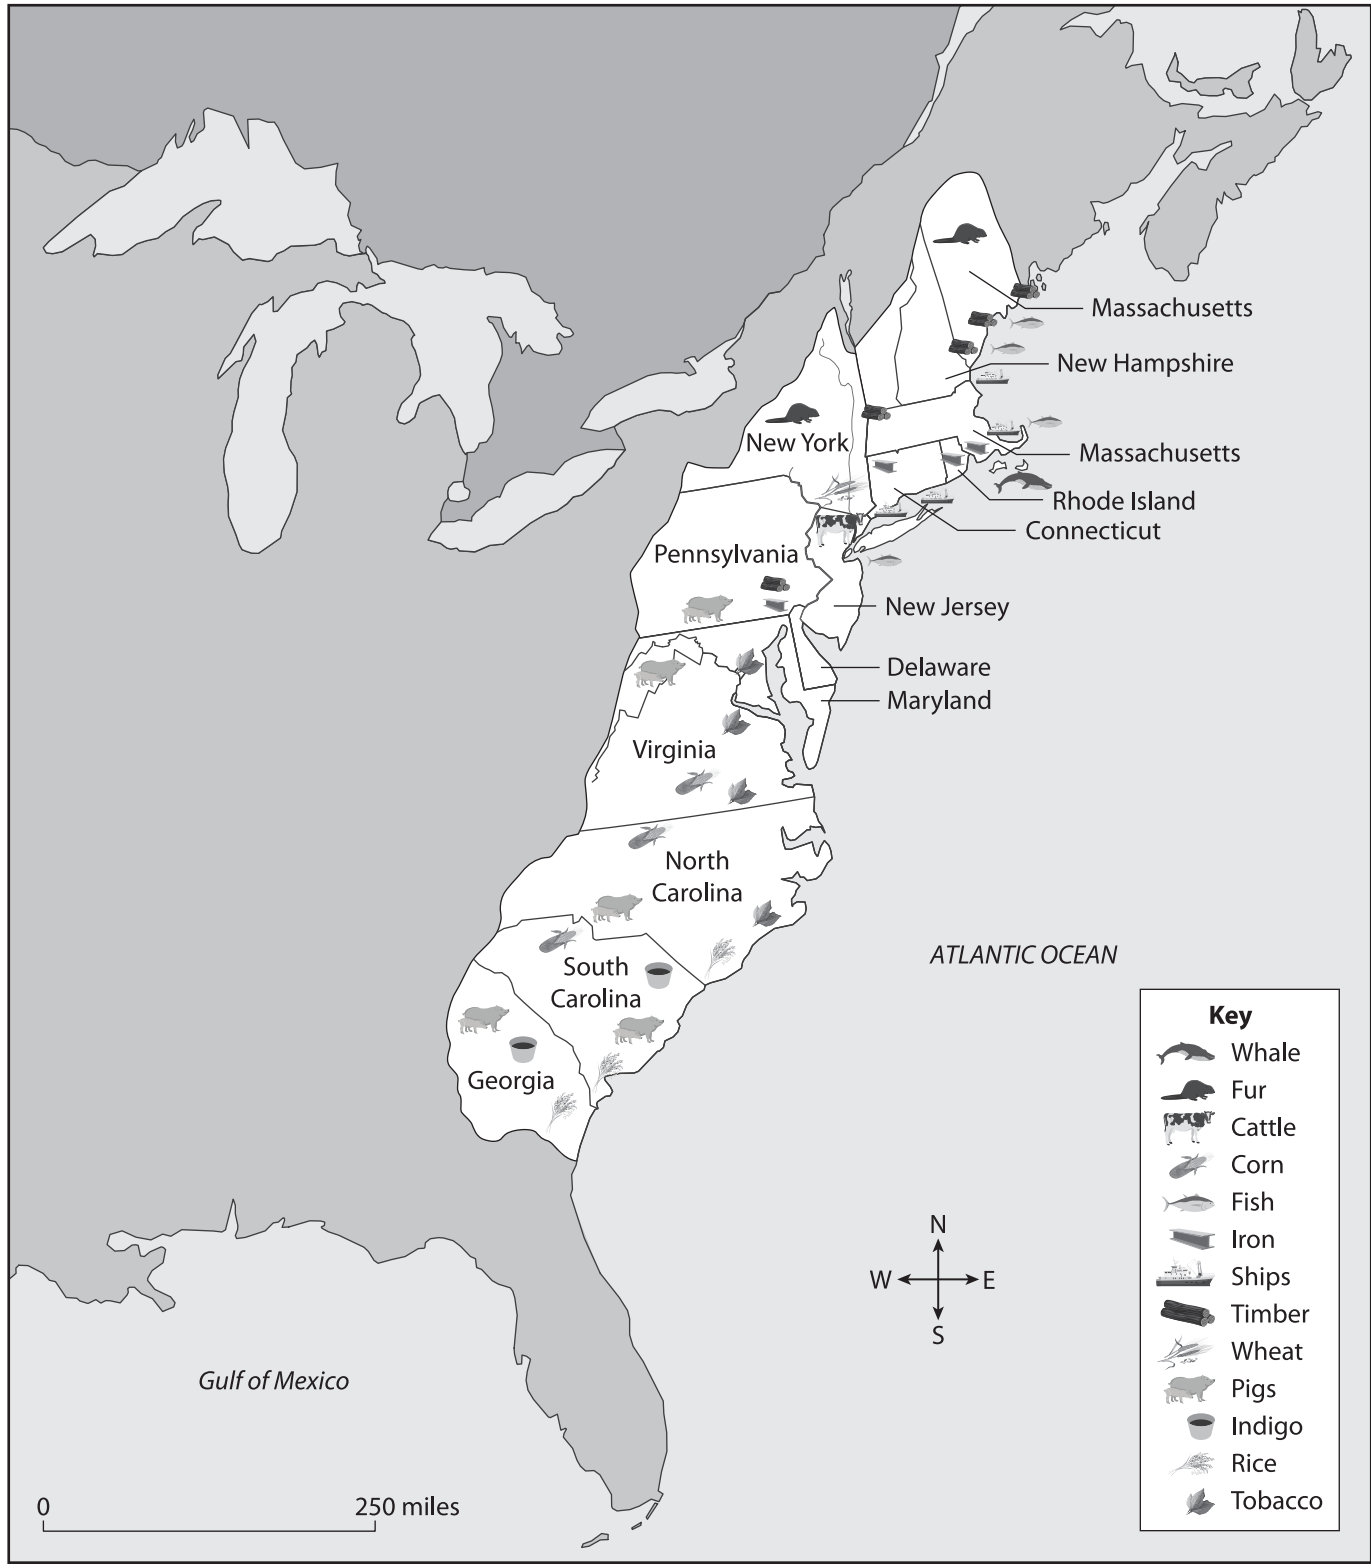 Massachusetts
New Hampshire
New York
Massachusetts
Rhode Island
Connecticut
Pennsylvania
New Jersey
Delaware
Maryland
Virginia
North
Carolina
ATLANTIC OCEAN
South
Carolina
Georgia
Key
Whale
Fur
Cattle
Corn
Fish
Iron
Ships
Timber
Wheat
Pigs
Indigo
Rice
Tobacco
N
W
E
S
Gulf of Mexico
0
250 miles